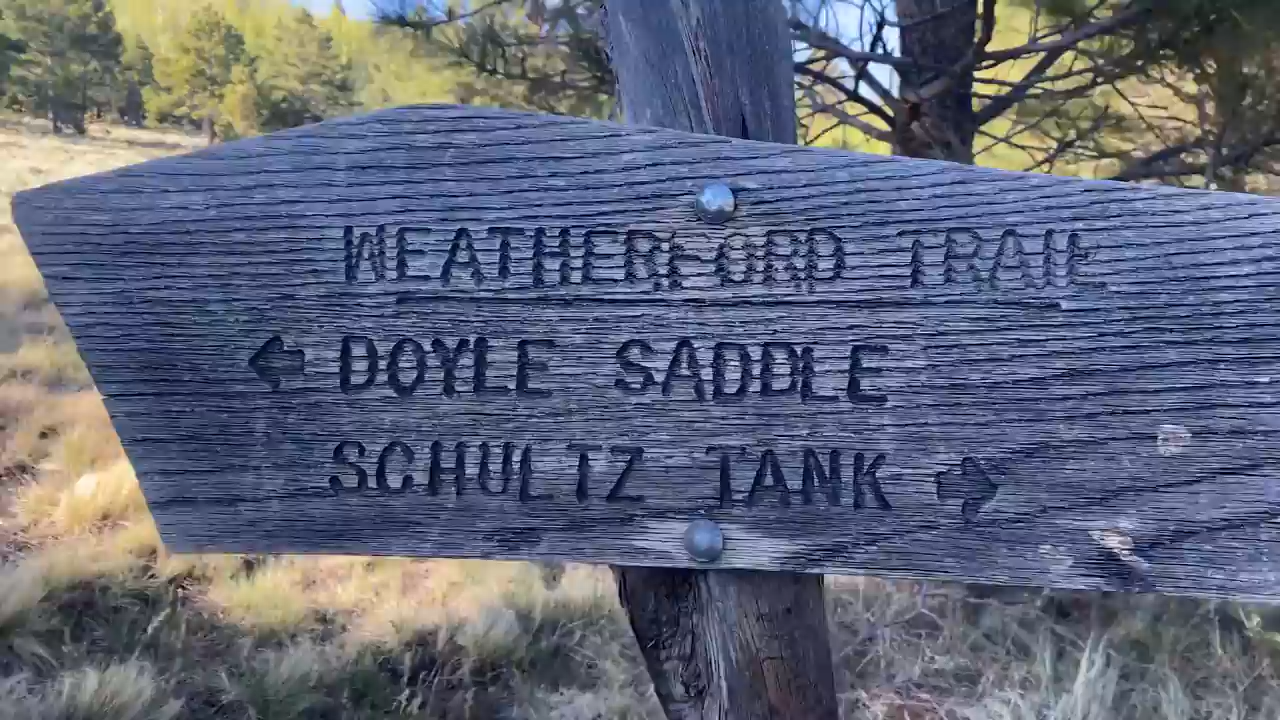 WEATHERFORD TRAIL
← DOYLE SADDLE
SCHULTZ TANK →